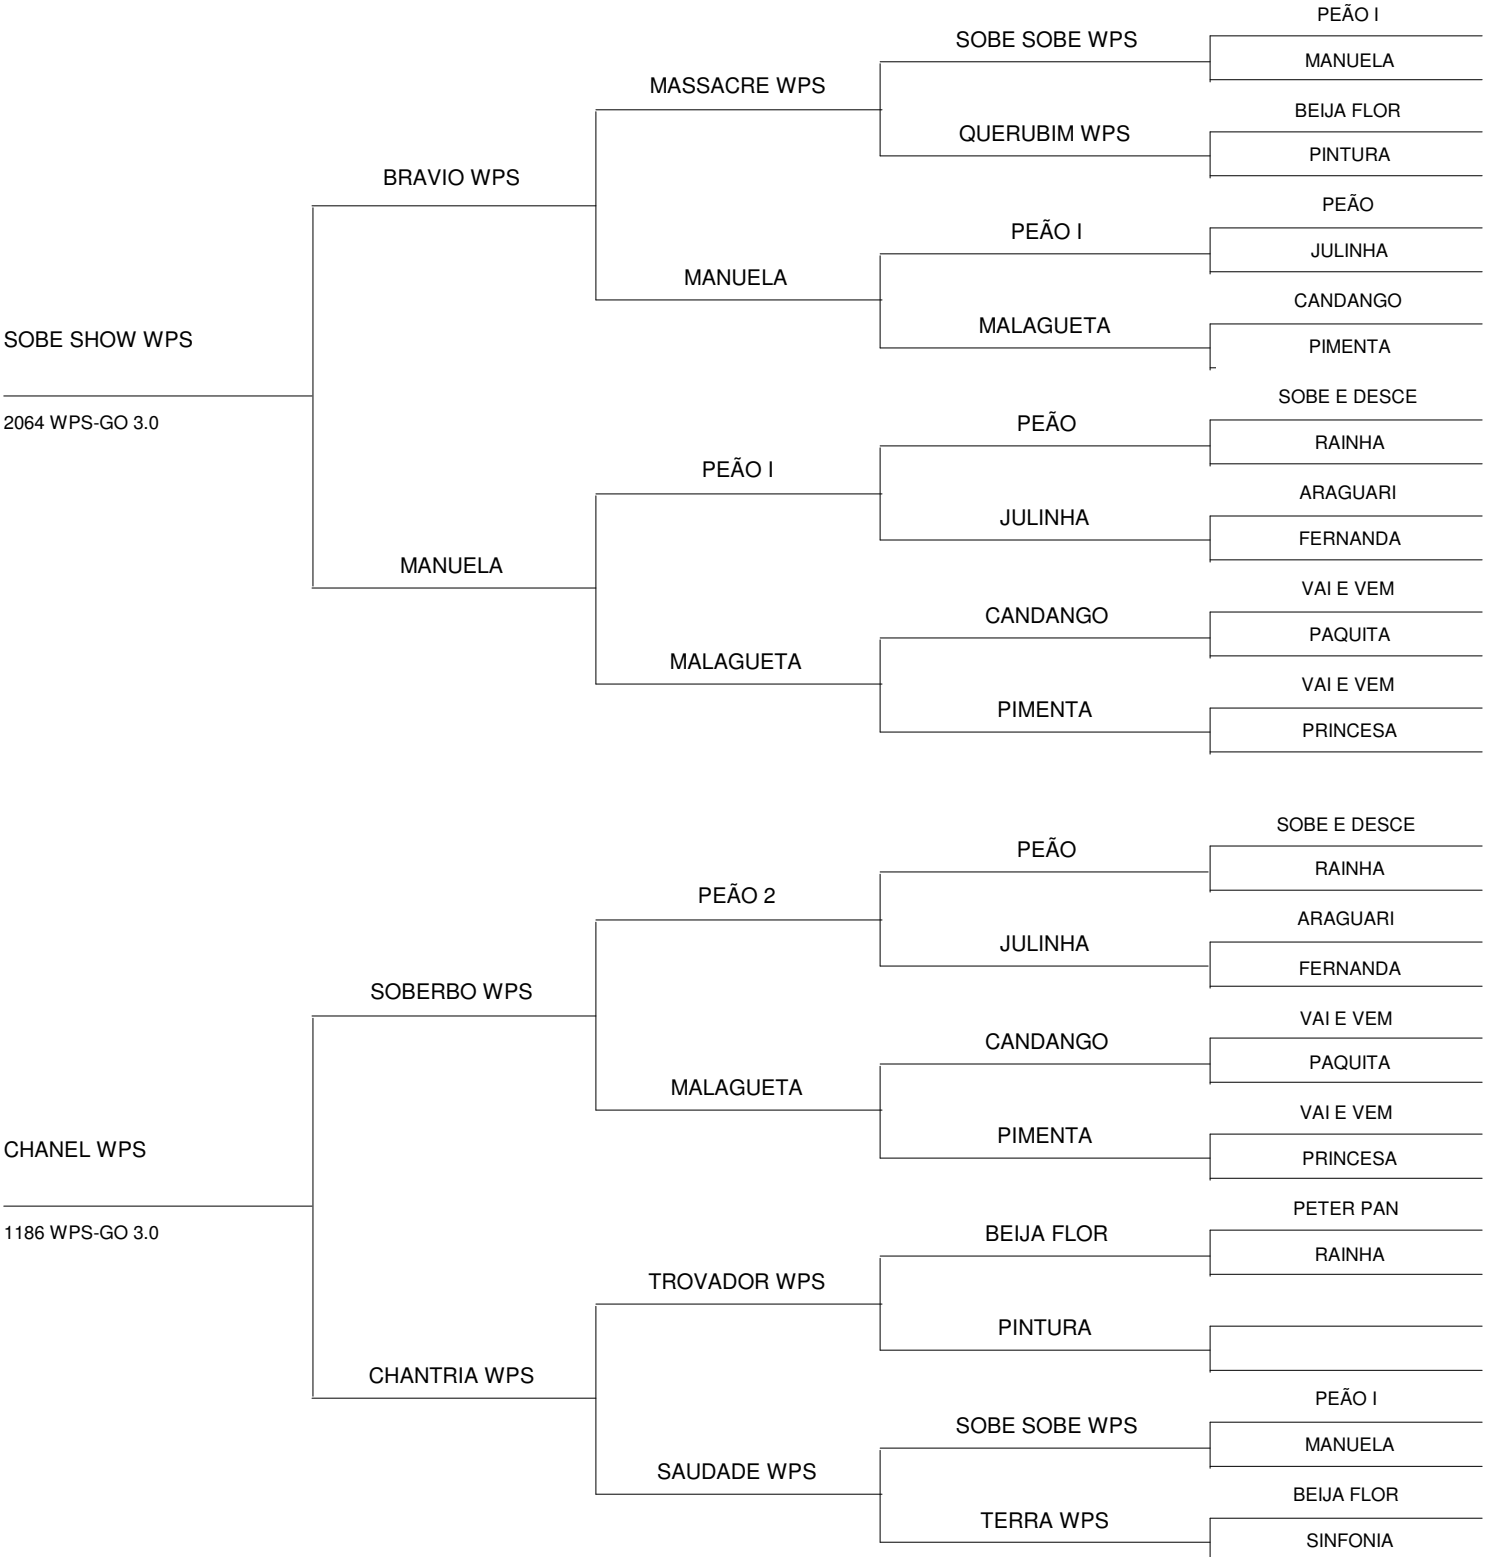 PEÃO I
SOBE SOBE WPS
MANUELA
MASSACRE WPS
BEIJA FLOR
QUERUBIM WPS
PINTURA
BRAVIO WPS
PEÃO
PEÃO I
JULINHA
MANUELA
CANDANGO
MALAGUETA
PIMENTA
SOBE SHOW WPS
2064 WPS-GO 3.0
SOBE E DESCE
PEÃO
RAINHA
PEÃO I
ARAGUARI
JULINHA
FERNANDA
MANUELA
VAI E VEM
CANDANGO
PAQUITA
MALAGUETA
VAI E VEM
PIMENTA
PRINCESA
SOBE E DESCE
PEÃO
RAINHA
PEÃO 2
ARAGUARI
JULINHA
FERNANDA
SOBERBO WPS
VAI E VEM
CANDANGO
PAQUITA
MALAGUETA
VAI E VEM
PIMENTA
PRINCESA
CHANEL WPS
1186 WPS-GO 3.0
PETER PAN
BEIJA FLOR
RAINHA
TROVADOR WPS
PINTURA
CHANTRIA WPS
PEÃO I
SOBE SOBE WPS
MANUELA
SAUDADE WPS
BEIJA FLOR
TERRA WPS
SINFONIA